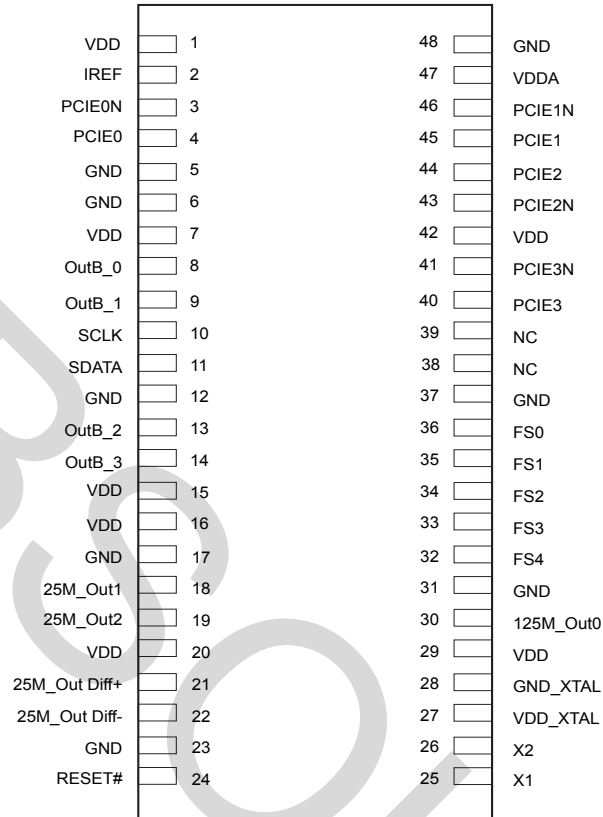 VDD 1 48 GND
IREF 2 47 VDDA
PCIE0N 3 46 PCIE1N
PCIE0 4 45 PCIE1
GND 5 44 PCIE2
GND 6 43 PCIE2N
VDD 7 42 VDD
OutB_0 8 41 PCIE3N
OutB_1 9 40 PCIE3
SCLK 10 39 NC
SDATA 11 38 NC
GND 12 37 GND
OutB_2 13 36 FS0
OutB_3 14 35 FS1
VDD 15 34 FS2
VDD 16 33 FS3
GND 17 32 FS4
25M_Out1 18 31 GND
25M_Out2 19 30 125M_Out0
VDD 20 29 VDD
25M_Out Diff+ 21 28 GND_XTAL
25M_Out Diff- 22 27 VDD_XTAL
GND 23 26 X2
RESET# 24 25 X1